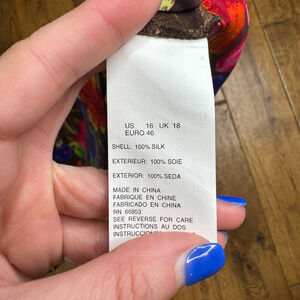 US 16 UK 18
EURO 46
SHELL: 100% SILK
EXTERIEUR: 100% SOIE
EXTERIOR: 100% SEDA
MADE IN CHINA
FABRIQUE EN CHINE
FABRICADO EN CHINA
RN 66953
SEE REVERSE FOR CARE
INSTRUCTIONS AU DOS
INSTRUCCIONES